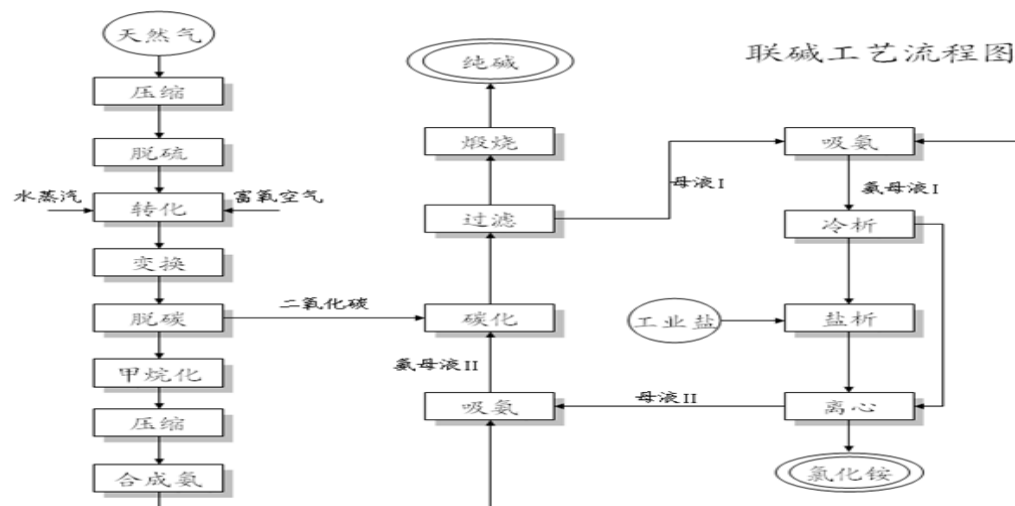 联碱工艺流程图
天然气
压缩
脱硫
水蒸汽
富氧空气
转化
变换
脱碳
二氧化碳
甲烷化
压缩
合成氨
纯碱
煅烧
过滤
母液I
碳化
氨母液II
吸氨
母液II
吸氨
氨母液I
冷析
工业盐
盐析
离心
氯化铵